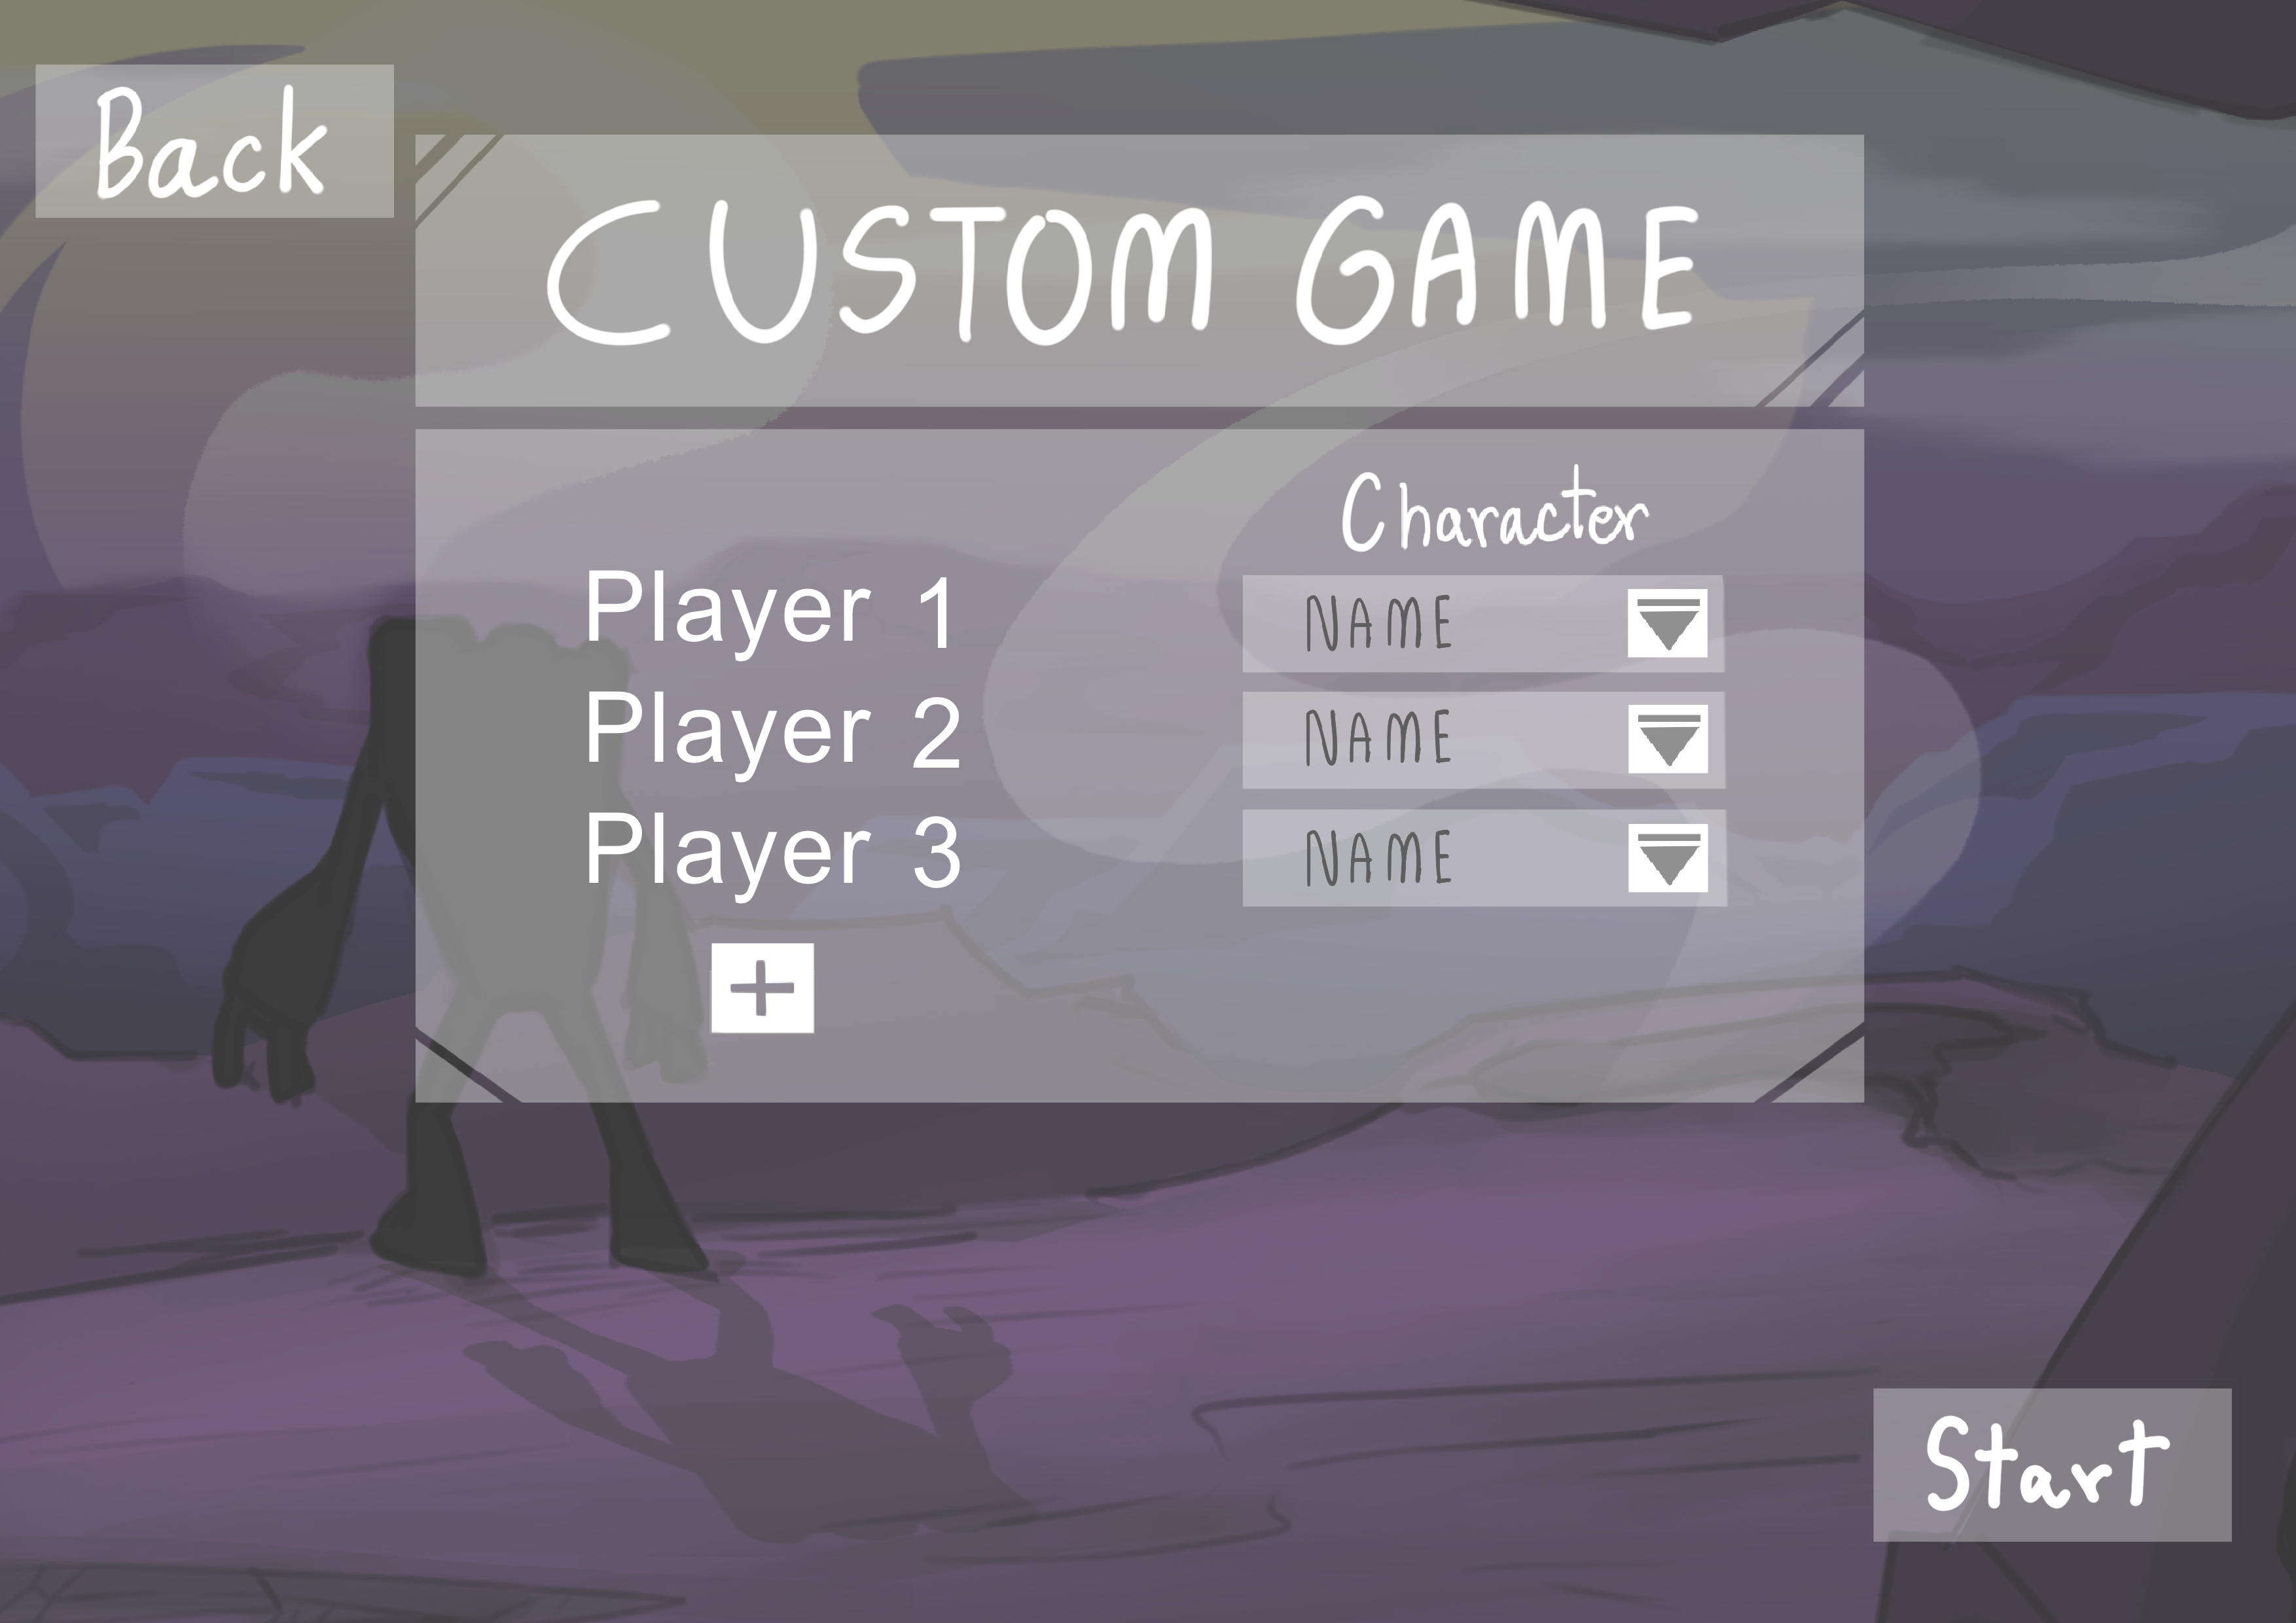 Back
CUSTOM GAME
Character
Player 1 NAME
Player 2 NAME
Player 3 NAME
+
Start